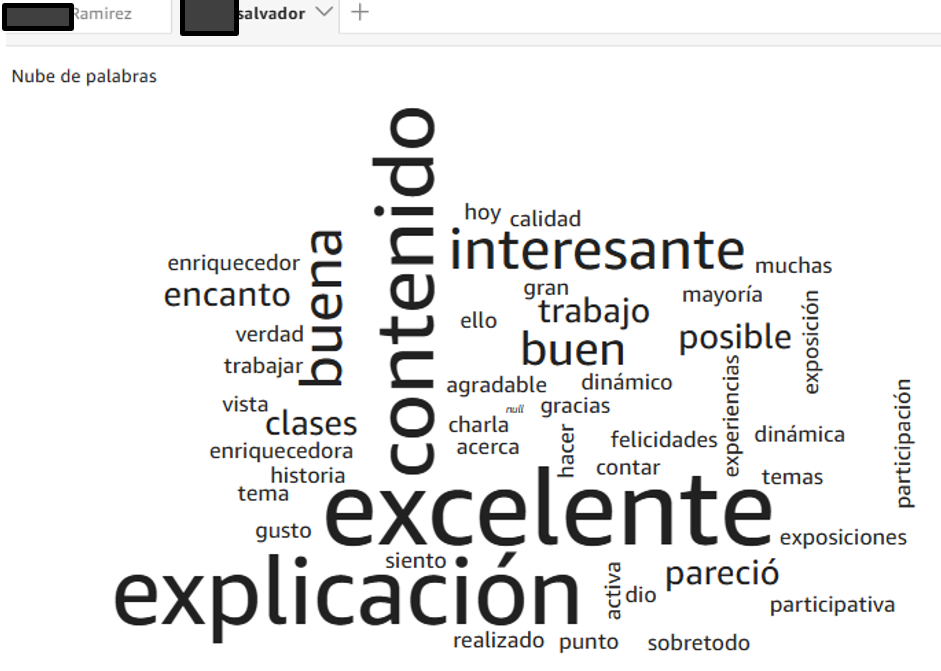 Ramirez
salvador
Nube de palabras
contenido
hoy
calidad
buena
interesante
enriquecedor
muchas
encanto
gran
mayoría
trabajo
exposición
ello
verdad
posible
buen
trabajar
experiencias
agradable
dinámico
participación
vista
null
gracias
clases
charla
hacer
felicidades
dinámica
acerca
enriquecedora
contar
historia
temas
tema
excelente
gusto
exposiciones
siento
explicación
activa
pareció
dio
participativa
realizado
punto
sobretodo